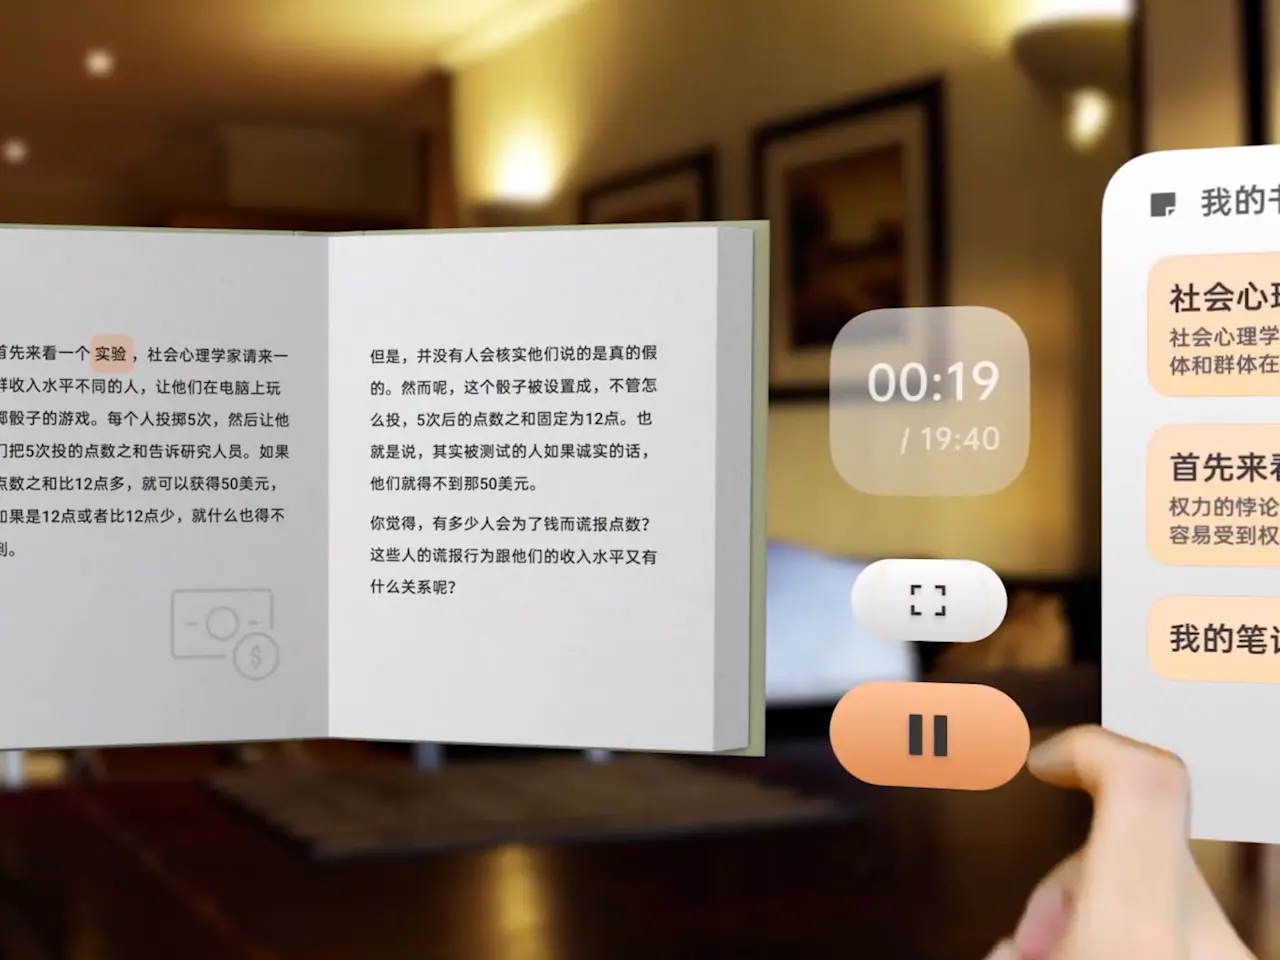 首先来看一个实验，社会心理学家请来一
群收入水平不同的人，让他们在电脑上玩
掷骰子的游戏。每个人投掷5次，然后让他
们把5次投的点数之和告诉研究人员。如果
点数之和比12点多，就可以获得50美元，
如果是12点或者比12点少，就什么也得不
到。
$
但是，并没有人会核实他们说的是真的假
的。然而呢，这个骰子被设置成，不管怎
么投，5次后的点数之和固定为12点。也
就是说，其实被测试的人如果诚实的话，
他们就得不到那50美元。
你觉得，有多少人会为了钱而谎报点数？
这些人的谎报行为跟他们的收入水平又有
什么关系呢？
00:19
/ 19:40
我的
社会心理
社会心理学
体和群体在
首先来看
权力的悖论
容易受到权
我的笔记